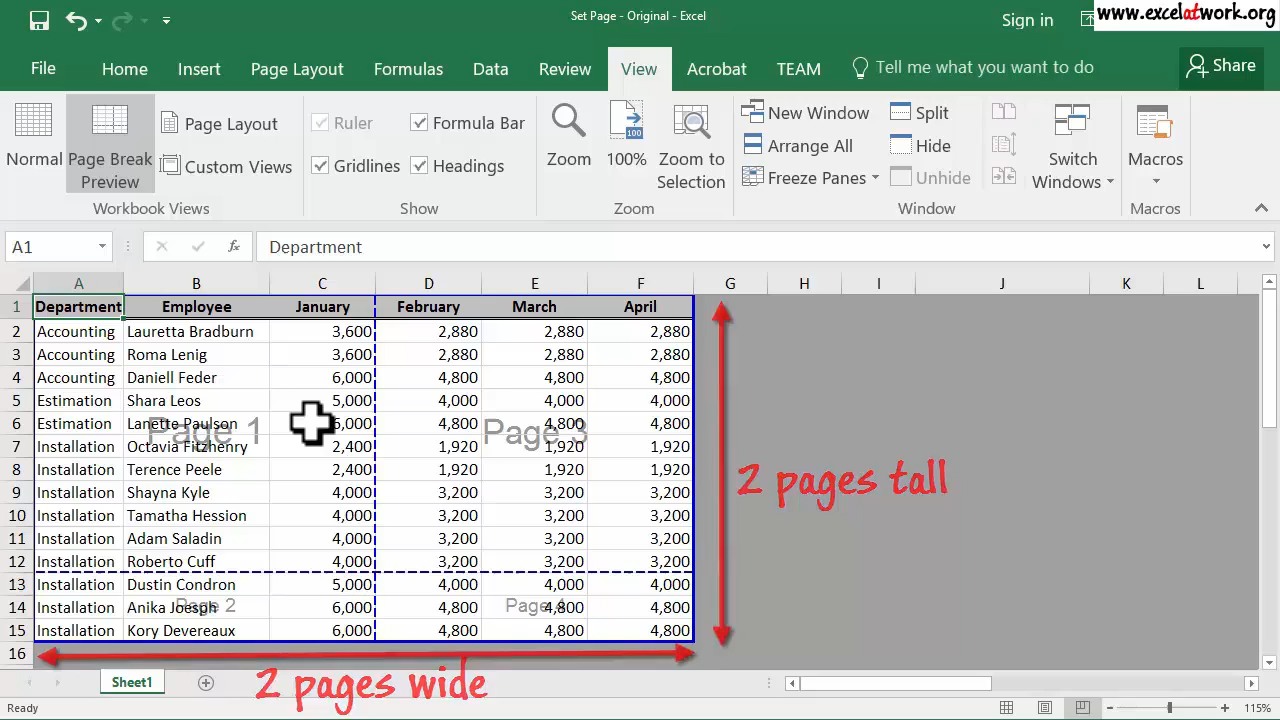 Set Page - Original - Excel
Sign in
www.excelatwork.org
File Home Insert Page Layout Formulas Data Review View Acrobat TEAM Tell me what you want to do Share
Normal
Page Break Preview
Page Layout
Custom Views
Workbook Views
Ruler
Formula Bar
Gridlines
Headings
Show
Zoom
100
100%
Zoom to Selection
Zoom
New Window
Arrange All
Freeze Panes
Split
Hide
Unhide
Switch Windows
Window
Macros
Macros
A1 fx Department
A B C D E F G H I J K L
1 Department Employee January February March April
2 Accounting Lauretta Bradburn 3,600 2,880 2,880 2,880
3 Accounting Roma Lenig 3,600 2,880 2,880 2,880
4 Accounting Daniell Feder 6,000 4,800 4,800 4,800
5 Estimation Shara Leos 5,000 4,000 4,000 4,000
6 Estimation Lanette Paulson 6,000 4,800 4,800 4,800
Page 1 Page 3
7 Installation Octavia Fitzhenry 2,400 1,920 1,920 1,920
8 Installation Terence Peele 2,400 1,920 1,920 1,920
2 pages tall
9 Installation Shayna Kyle 4,000 3,200 3,200 3,200
10 Installation Tamatha Hession 4,000 3,200 3,200 3,200
11 Installation Adam Saladin 4,000 3,200 3,200 3,200
12 Installation Roberto Cuff 4,000 3,200 3,200 3,200
13 Installation Dustin Condron 5,000 4,000 4,000 4,000
14 Installation Anika Joesph 6,000 4,800 4,800 4,800
Page 2 Page 4
15 Installation Kory Devereaux 6,000 4,800 4,800 4,800
16
2 pages wide
Sheet1
Ready
115%